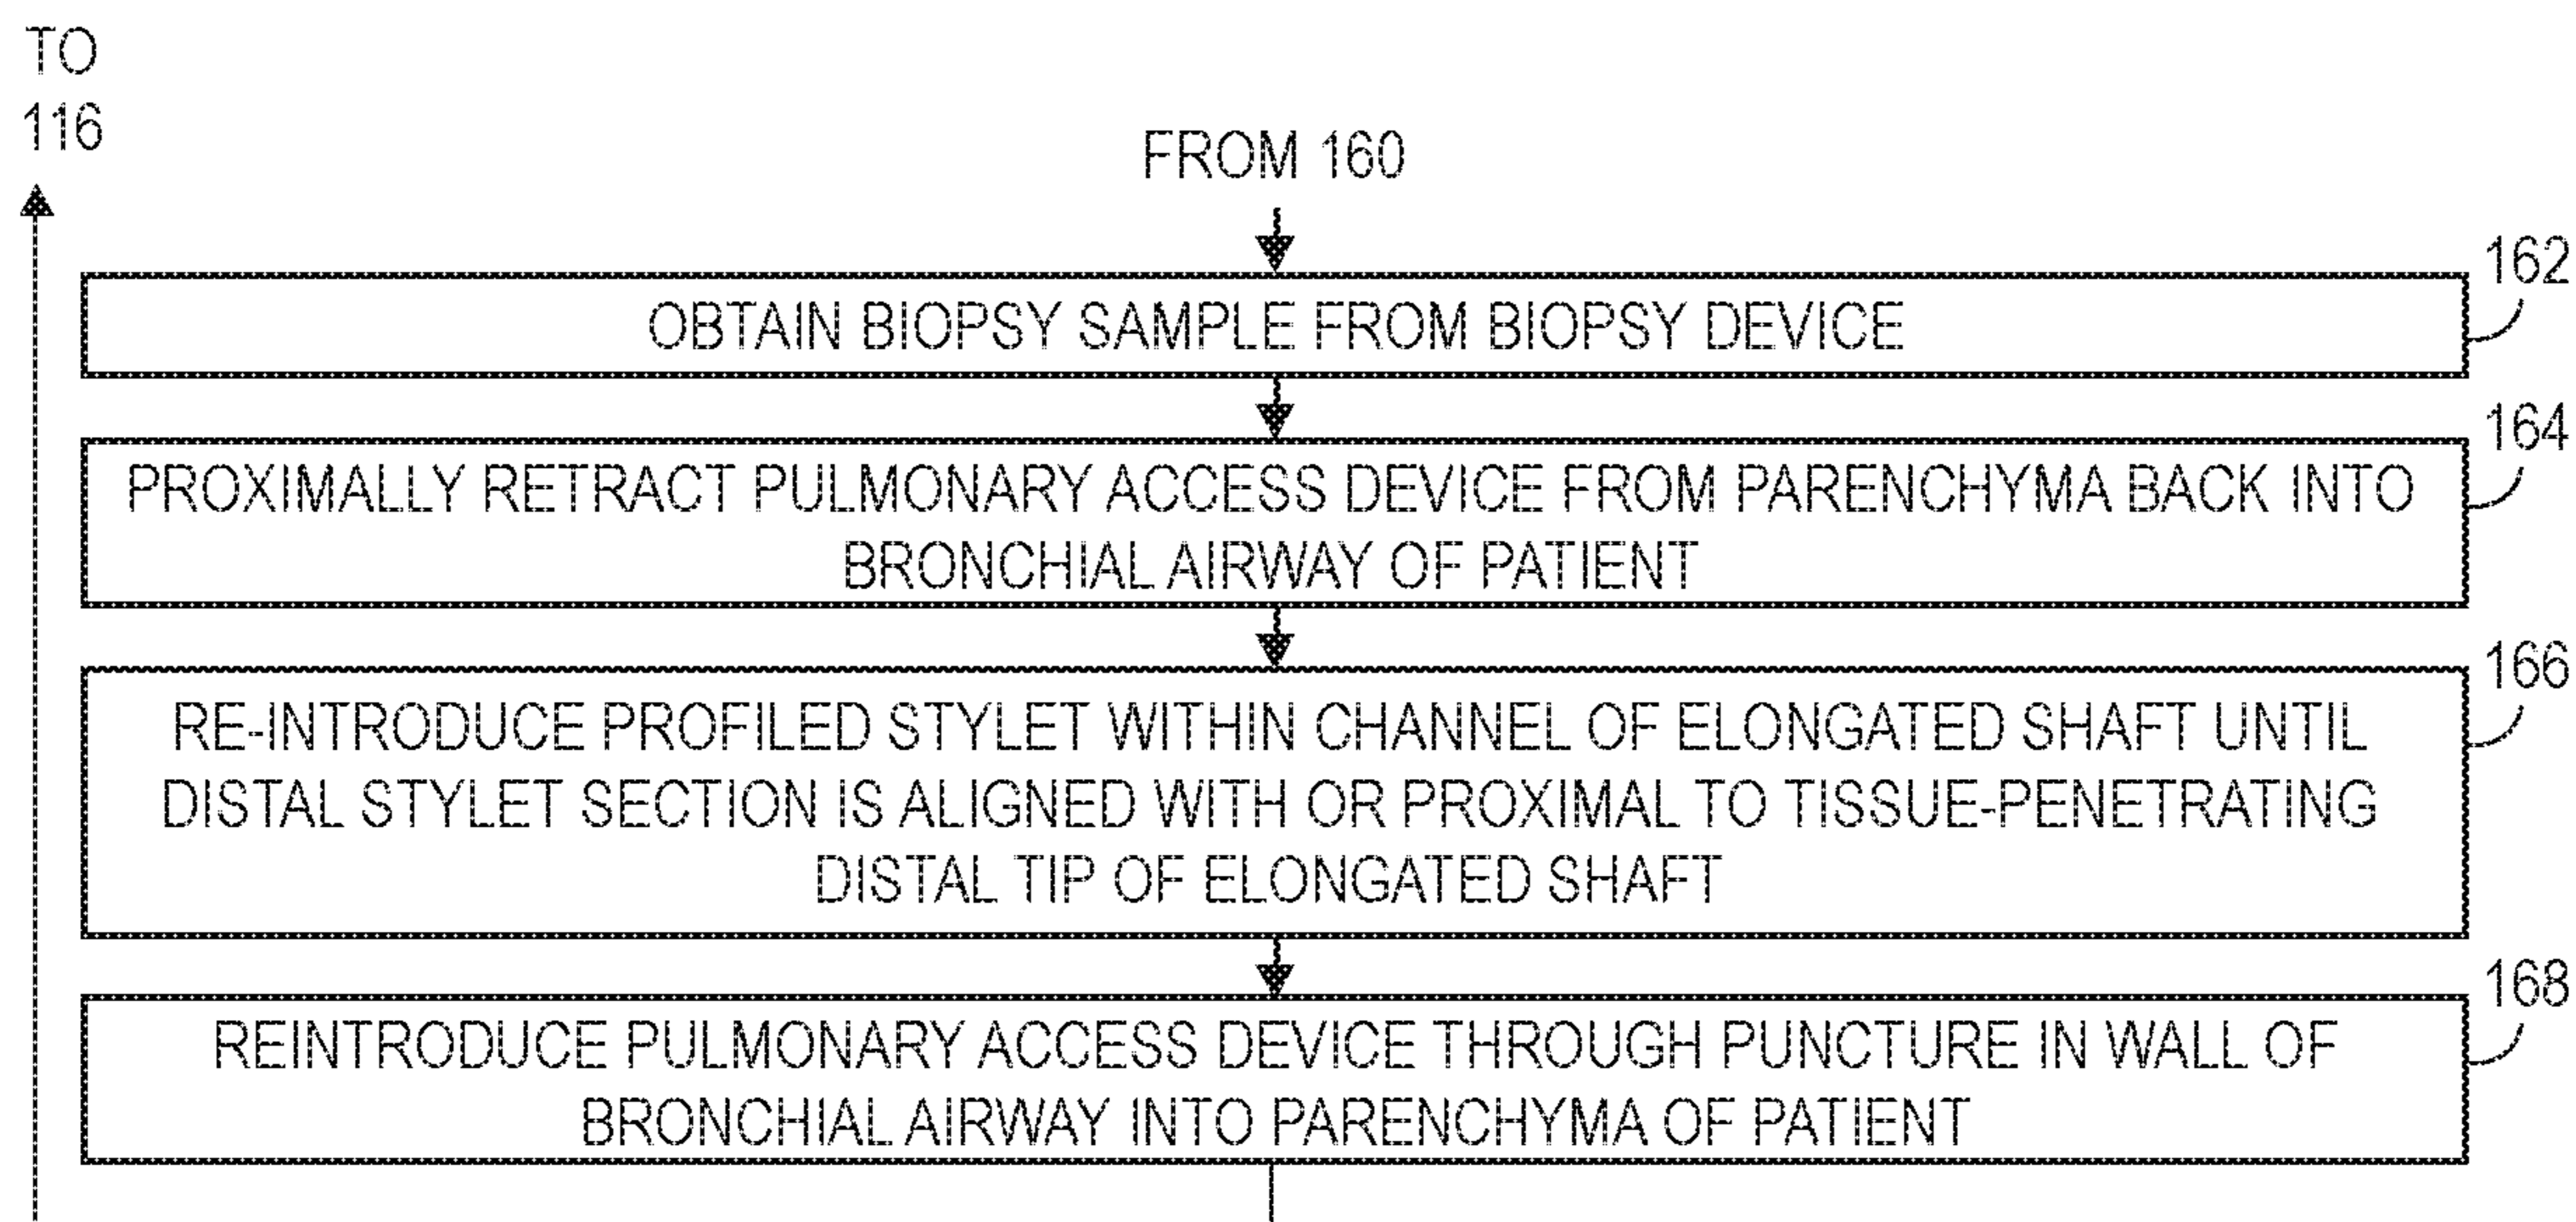 TO
116
FROM 160
162
OBTAIN BIOPSY SAMPLE FROM BIOPSY DEVICE
164
PROXIMALLY RETRACT PULMONARY ACCESS DEVICE FROM PARENCHYMA BACK INTO
BRONCHIAL AIRWAY OF PATIENT
166
RE-INTRODUCE PROFILED STYLET WITHIN CHANNEL OF ELONGATED SHAFT UNTIL
DISTAL STYLET SECTION IS ALIGNED WITH OR PROXIMAL TO TISSUE-PENETRATING
DISTAL TIP OF ELONGATED SHAFT
168
REINTRODUCE PULMONARY ACCESS DEVICE THROUGH PUNCTURE IN WALL OF
BRONCHIAL AIRWAY INTO PARENCHYMA OF PATIENT